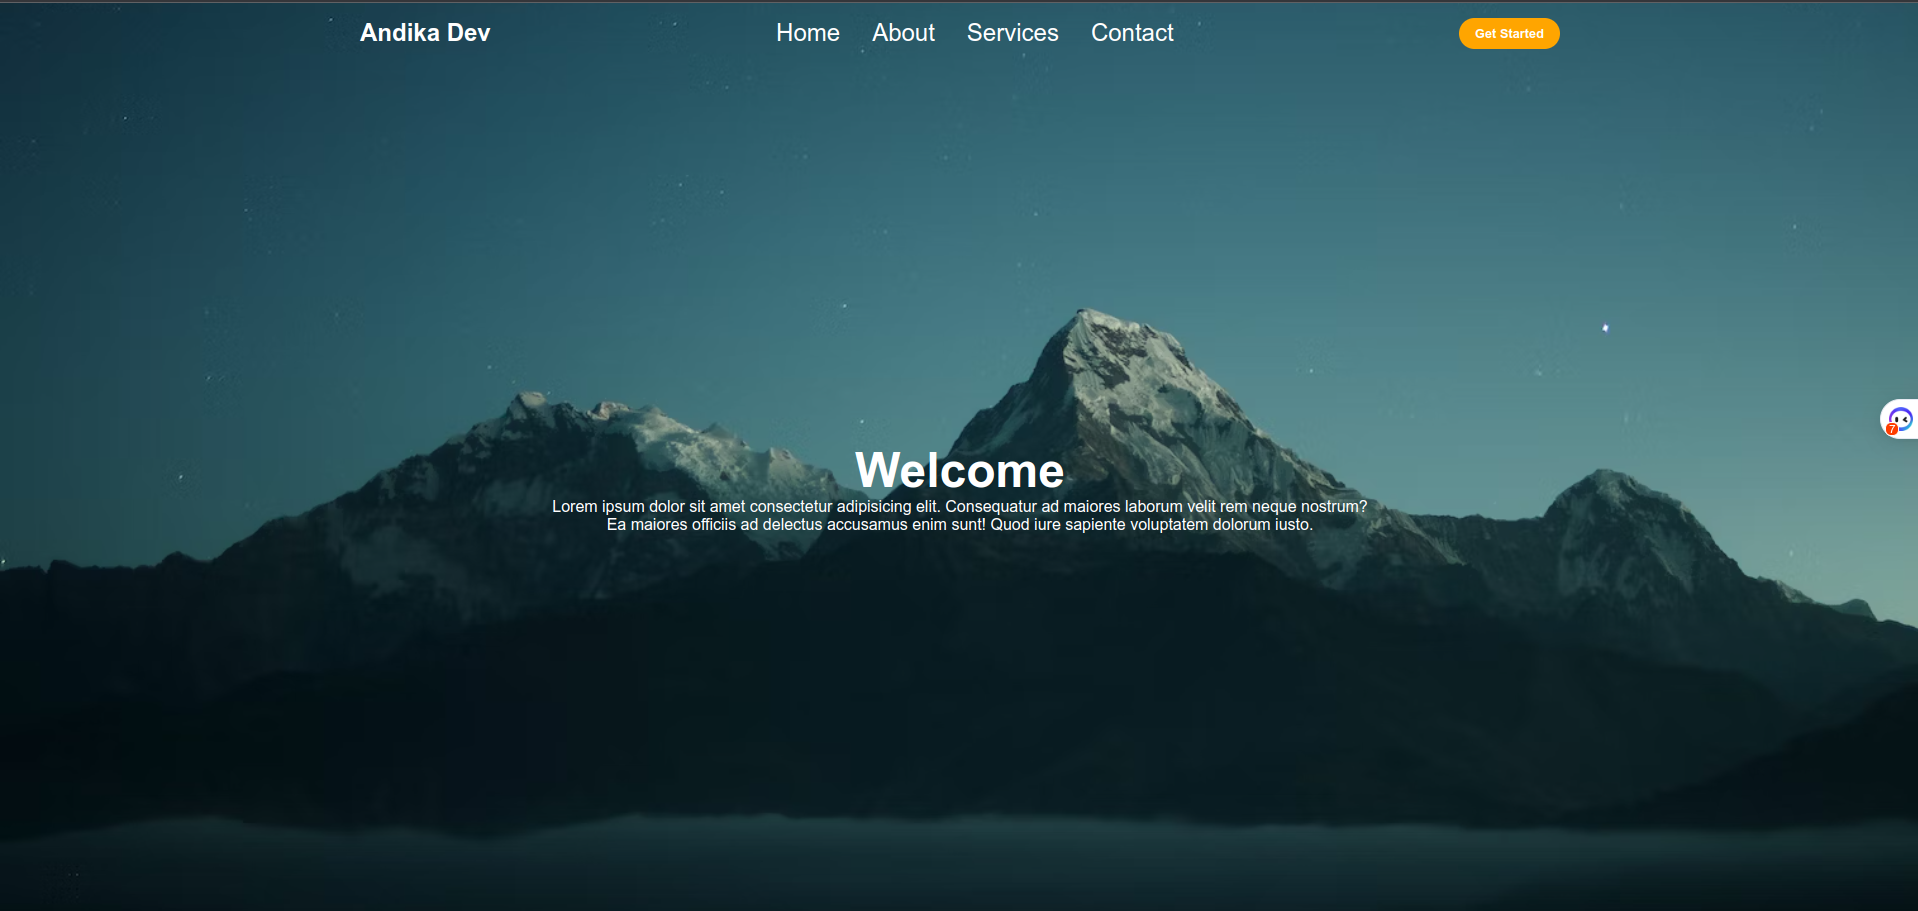 Andika Dev
Home About Services Contact
Get Started
7
Welcome
Lorem ipsum dolor sit amet consectetur adipisicing elit. Consequatur ad maiores laborum velit rem neque nostrum?
Ea maiores officiis ad delectus accusamus enim sunt! Quod iure sapiente voluptatem dolorum iusto.